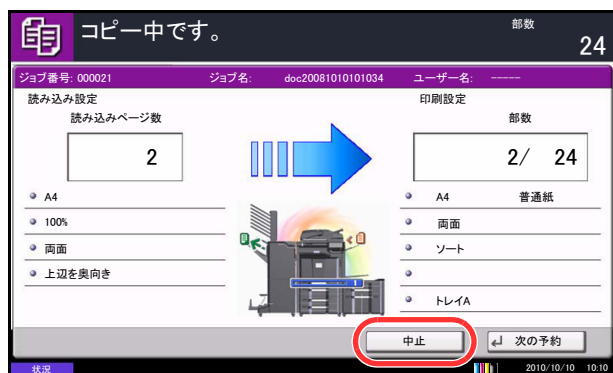 コピー中です。
部数
24
ジョブ番号: 000021 ジョブ名: doc20081010101034 ユーザー名: -----
読み込み設定
読み込みページ数
2
A4
100%
両面
上辺を奥向き
印刷設定
部数
2/ 24
A4 普通紙
両面
ソート
トレイA
中止
次の予約
状況
2010/10/10 10:10